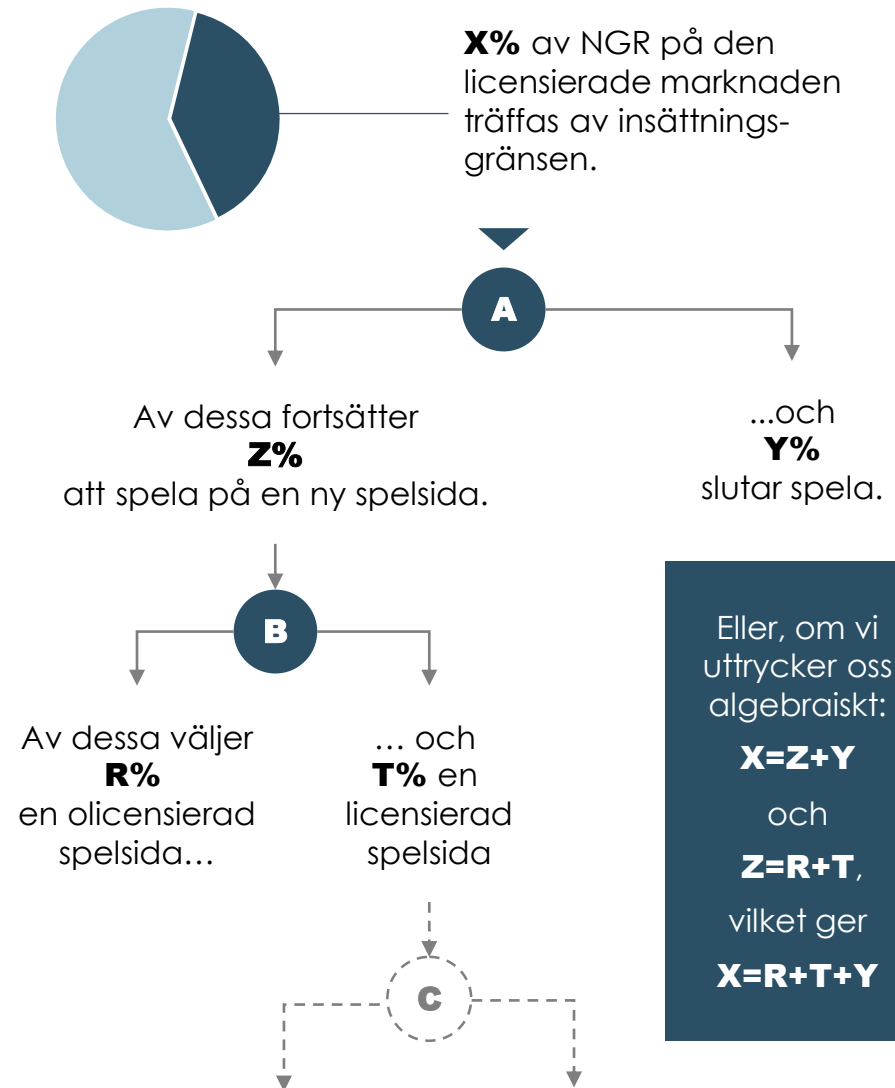 X% av NGR på den
licensierade marknaden
träffas av insättnings-
gränsen.
A
Av dessa fortsätter
Z%
att spela på en ny spelsida.
...och
Y%
slutar spela.
B
Av dessa väljer
R%
en olicensierad
spelsida…
… och
T% en
licensierad
spelsida
Eller, om vi
uttrycker oss
algebraiskt:
X=Z+Y
och
Z=R+T,
vilket ger
X=R+T+Y
C